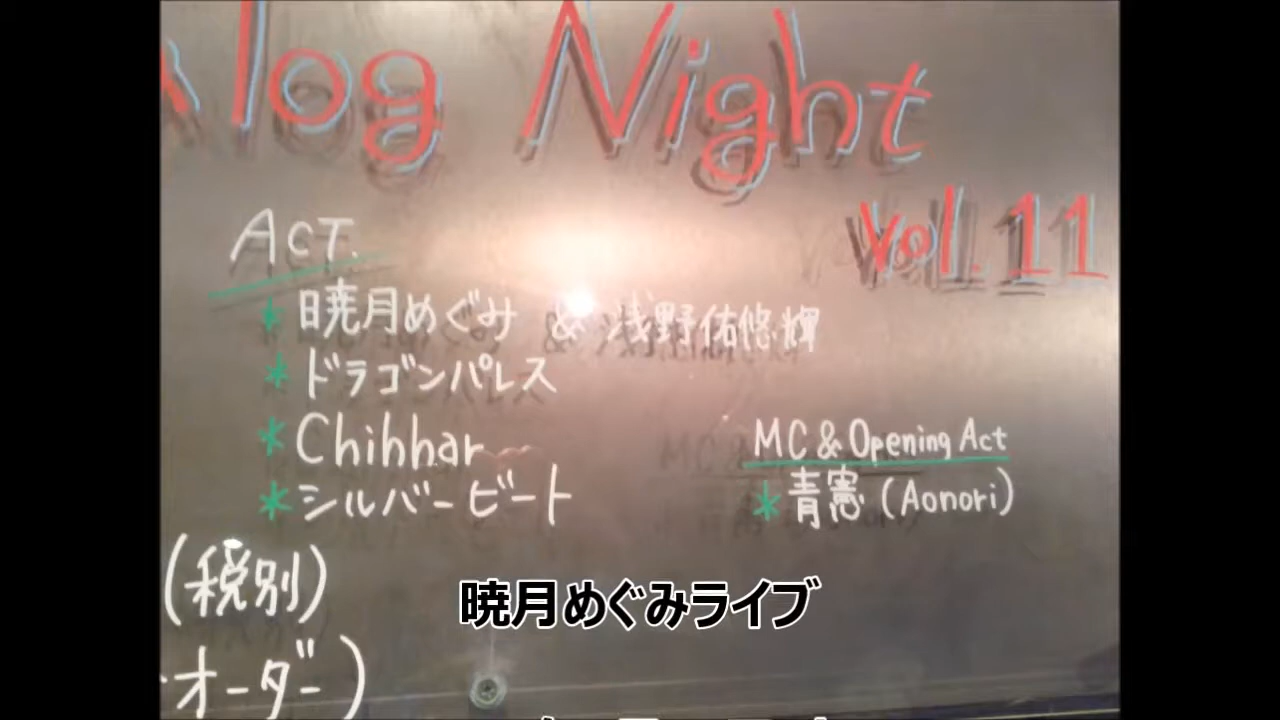 log Night
Vol. 11
ACT.
* 暁月めぐみ & 浅野佑悠輝
* ドラゴンパレス
* Chihhar
* シルバービート
MC & Opening Act
* 青憲 (Aonori)
(税別)
オーダー)
暁月めぐみライブ